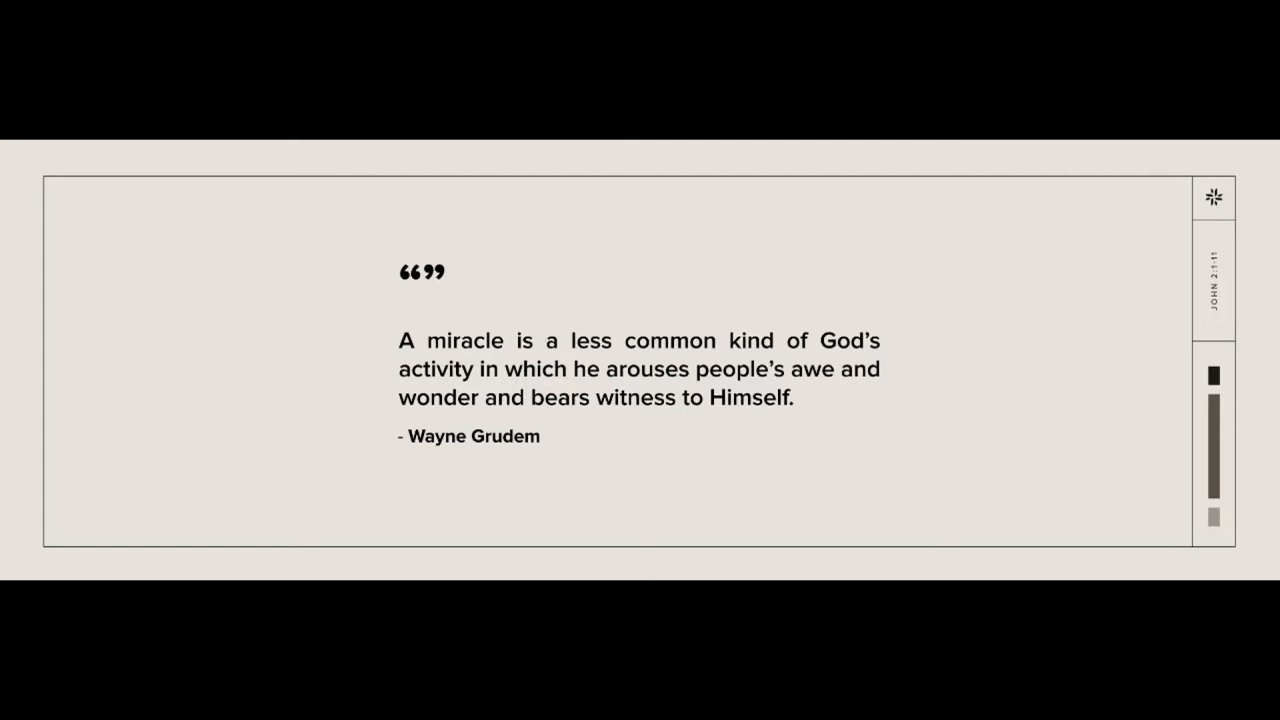 “”
A miracle is a less common kind of God’s
activity in which he arouses people’s awe and
wonder and bears witness to Himself.
- Wayne Grudem
JOHN 2:1-11